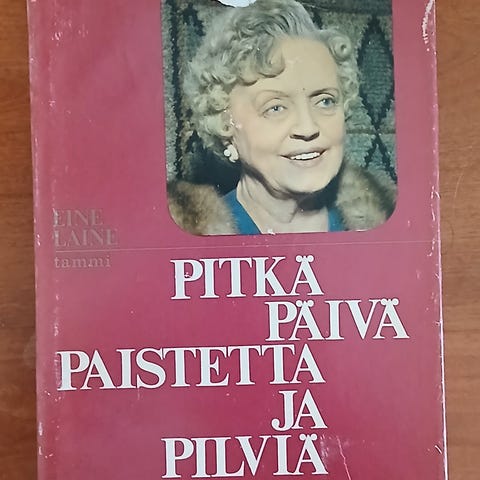 EINE
LAINE
tammi
PITKÄ
PÄIVÄ
PAISTETTA
JA
PILVIÄ